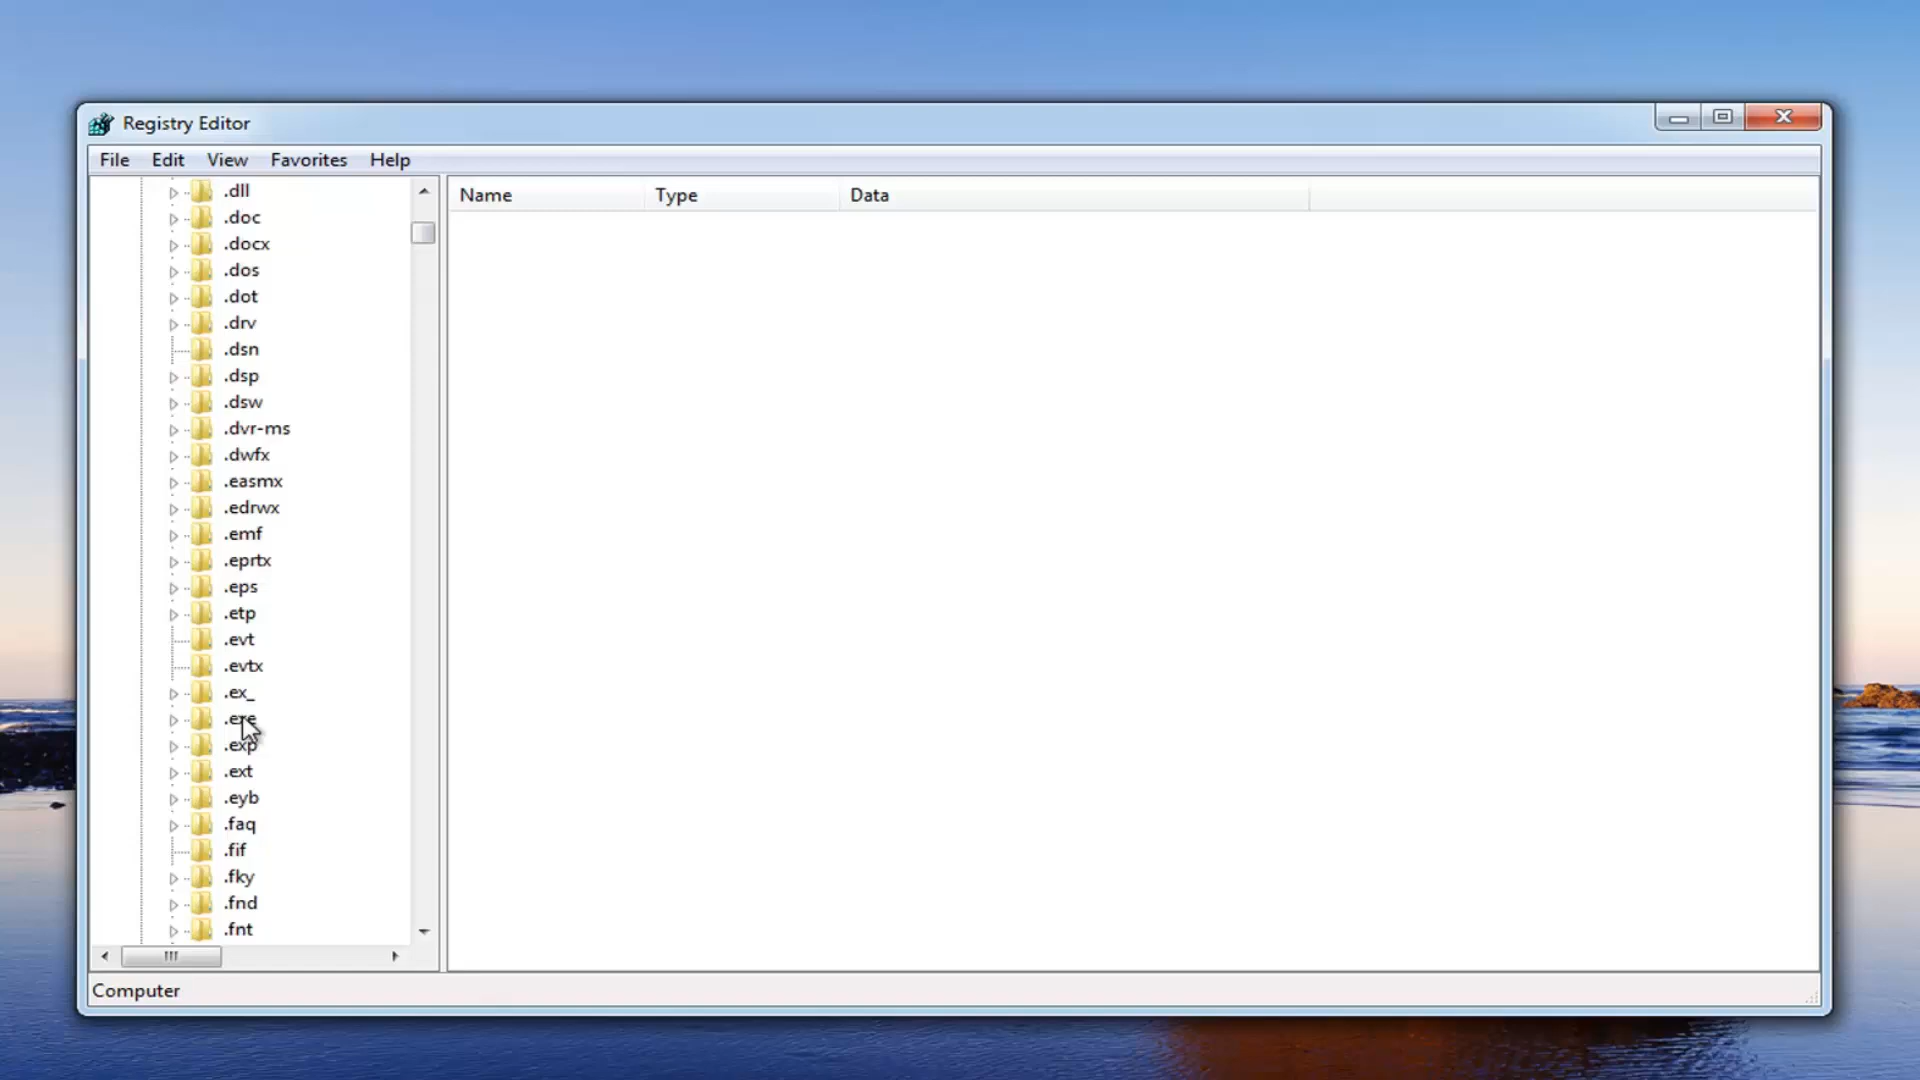 Registry Editor
File Edit View Favorites Help
Name Type Data
.dll
.doc
.docx
.dos
.dot
.drv
.dsn
.dsp
.dsw
.dvr-ms
.dwfx
.easmx
.edrwx
.emf
.eprtx
.eps
.etp
.evt
.evtx
.ex_
.exe
.exp
.ext
.eyb
.faq
.fif
.fky
.fnd
.fnt
Computer